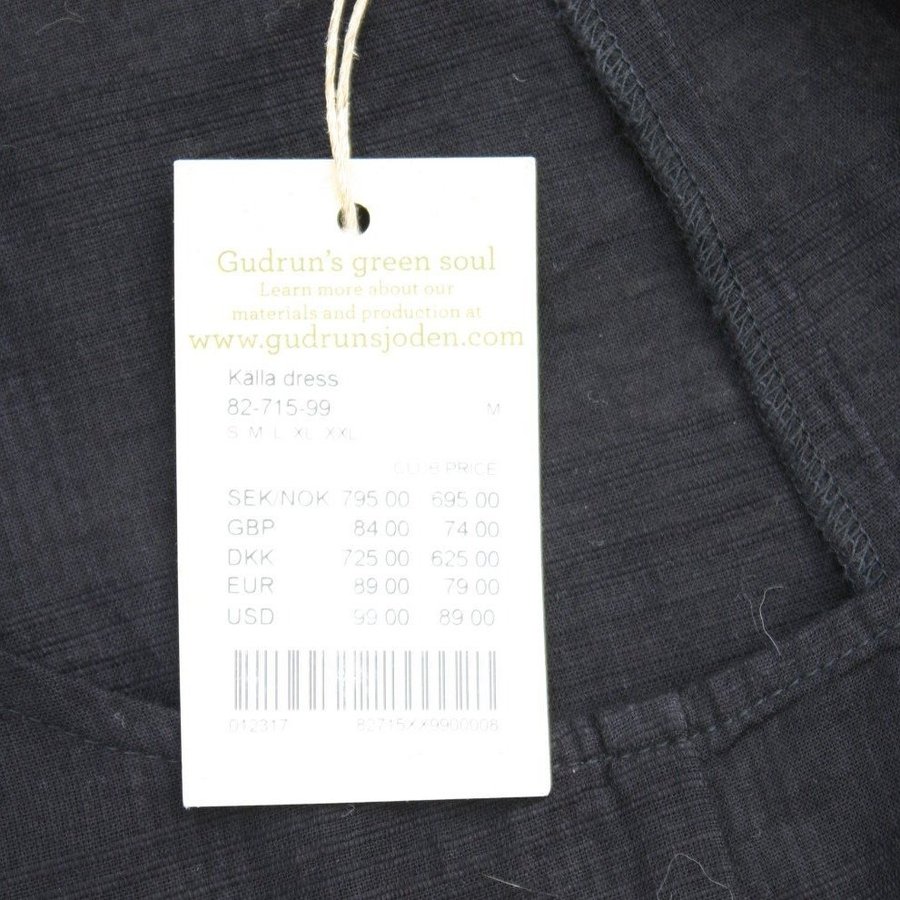 Gudrun's green soul
Learn more about our
materials and production at
www.gudrunsjoden.com
Kalla dress
82-715-99 M
S M L XL XXL
CLUB PRICE
SEK/NOK 795 00 695 00
GBP 84 00 74 00
DKK 725 00 625 00
EUR 89 00 79 00
USD 99 00 89 00
012317 82715XX9900008